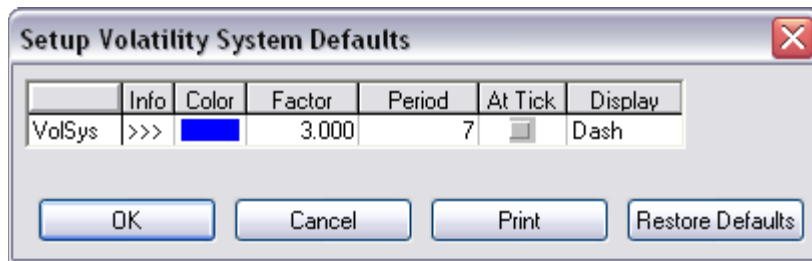 Setup Volatility System Defaults
Info Color Factor Period At Tick Display
VolSys >>> 3.000 7 Dash
OK Cancel Print Restore Defaults